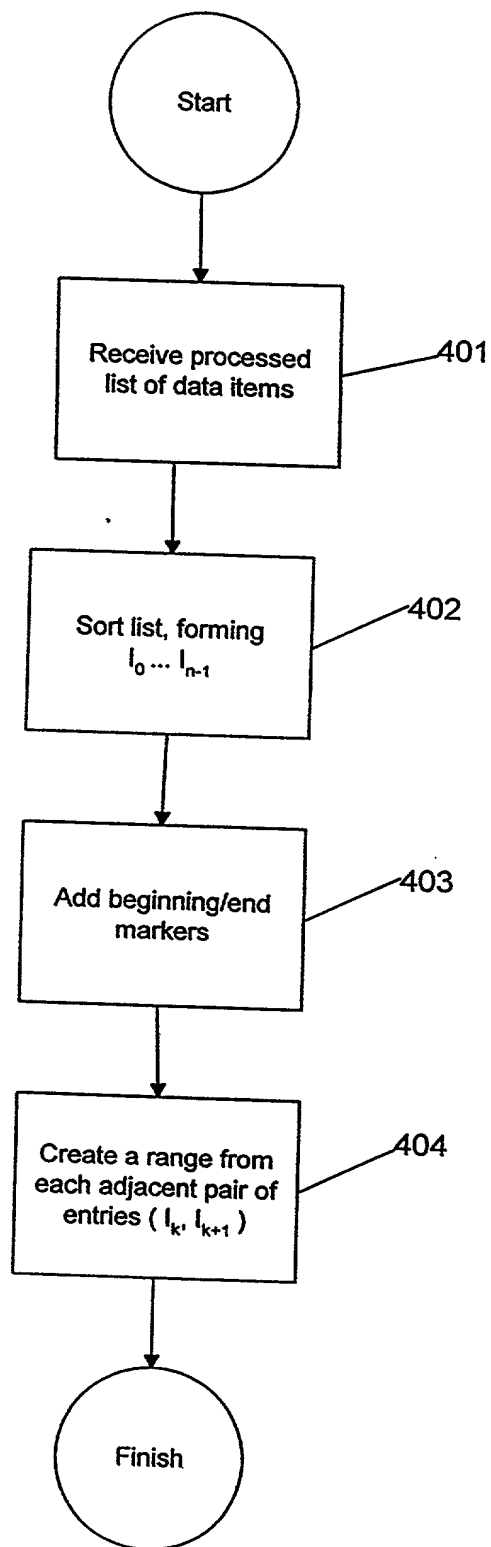 Start
Receive processed
list of data items
401
Sort list, forming
I₀ ... Iₙ₋₁
402
Add beginning/end
markers
403
Create a range from
each adjacent pair of
entries ( Iₖ, Iₖ₊₁ )
404
Finish